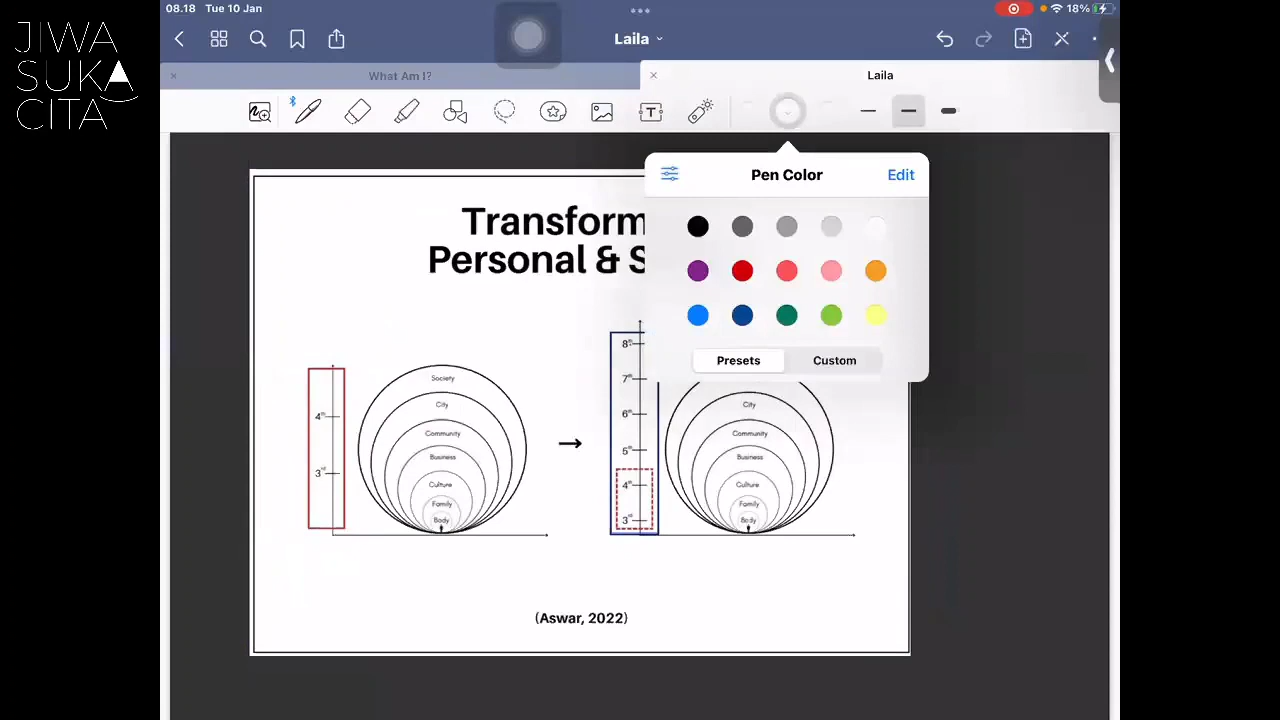 JIWA
SUKA
CITA
08.18 Tue 10 Jan
18%
Laila
What Am I?
Laila
T
Pen Color
Edit
Presets
Custom
Transform
Personal & S
4th
3rd
Society
City
Community
Business
Culture
Family
Body
→
8th
7th
6th
5th
4th
3rd
City
Community
Business
Culture
Family
Body
(Aswar, 2022)